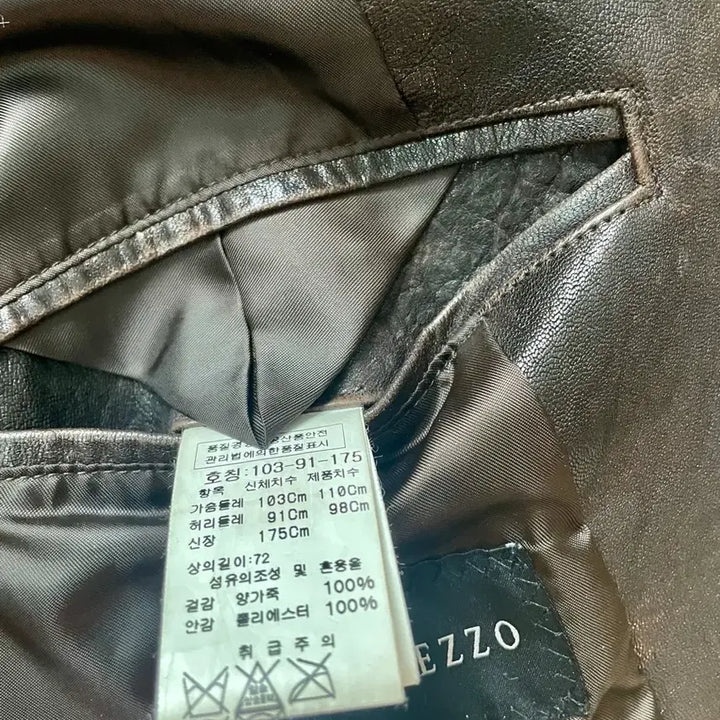 관리법에의한품질표시
호칭:103-91-175
항목 신체치수 제품치수
가슴둘레 103Cm 110Cm
허리둘레 91Cm 98Cm
신장 175Cm
상의길이:72
섬유의조성 및 혼용율
겉감 양가죽 100%
안감 폴리에스터 100%
취급주의
EZZO